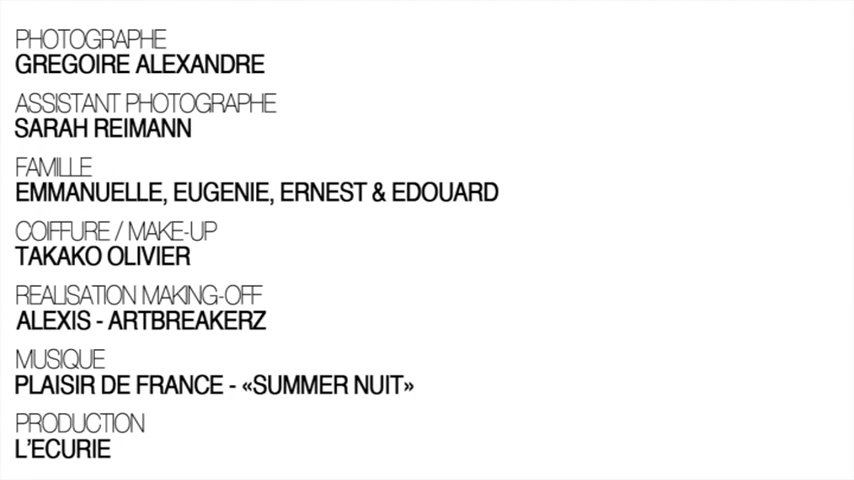 PHOTOGRAPHE
GREGOIRE ALEXANDRE
ASSISTANT PHOTOGRAPHE
SARAH REIMANN
FAMILLE
EMMANUELLE, EUGENIE, ERNEST & EDOUARD
COIFFURE / MAKE-UP
TAKAKO OLIVIER
REALISATION MAKING-OFF
ALEXIS - ARTBREAKERZ
MUSIQUE
PLAISIR DE FRANCE - «SUMMER NUIT»
PRODUCTION
L'ECURIE